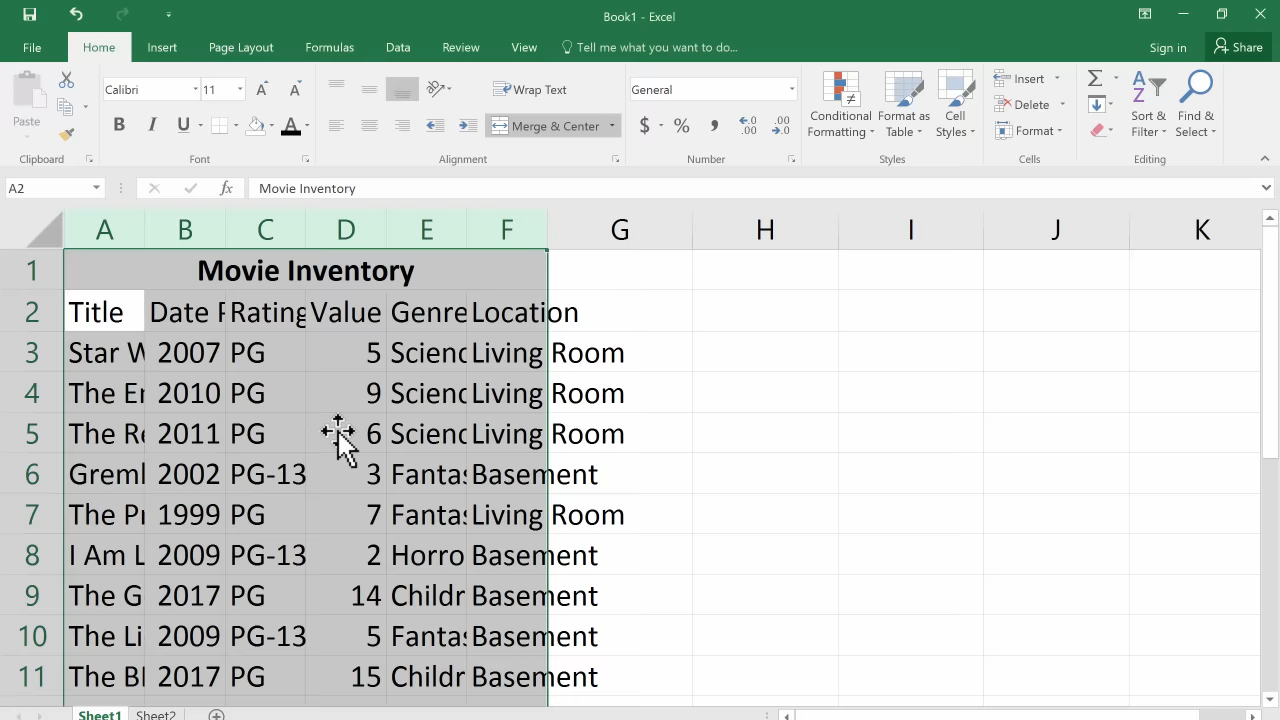 Book1 - Excel
File Home Insert Page Layout Formulas Data Review View Tell me what you want to do... Sign in Share
Calibri 11 Wrap Text General Insert
Paste B I U A Merge & Center $ % Conditional Formatting Format as Table Cell Styles Delete Format Sort & Filter Find & Select
Clipboard Font Alignment Number Styles Cells Editing
A2 fx Movie Inventory
A B C D E F G H I J K
1 Movie Inventory
2 Title Date Rating Value Genre Location
3 Star W 2007 PG 5 Scienc Living Room
4 The Er 2010 PG 9 Scienc Living Room
5 The Re 2011 PG 6 Scienc Living Room
6 Greml 2002 PG-13 3 Fantas Basement
7 The Pr 1999 PG 7 Fantas Living Room
8 I Am L 2009 PG-13 2 Horro Basement
9 The G 2017 PG 14 Childr Basement
10 The Li 2009 PG-13 5 Fantas Basement
11 The Bl 2017 PG 15 Childr Basement
Sheet1 Sheet2